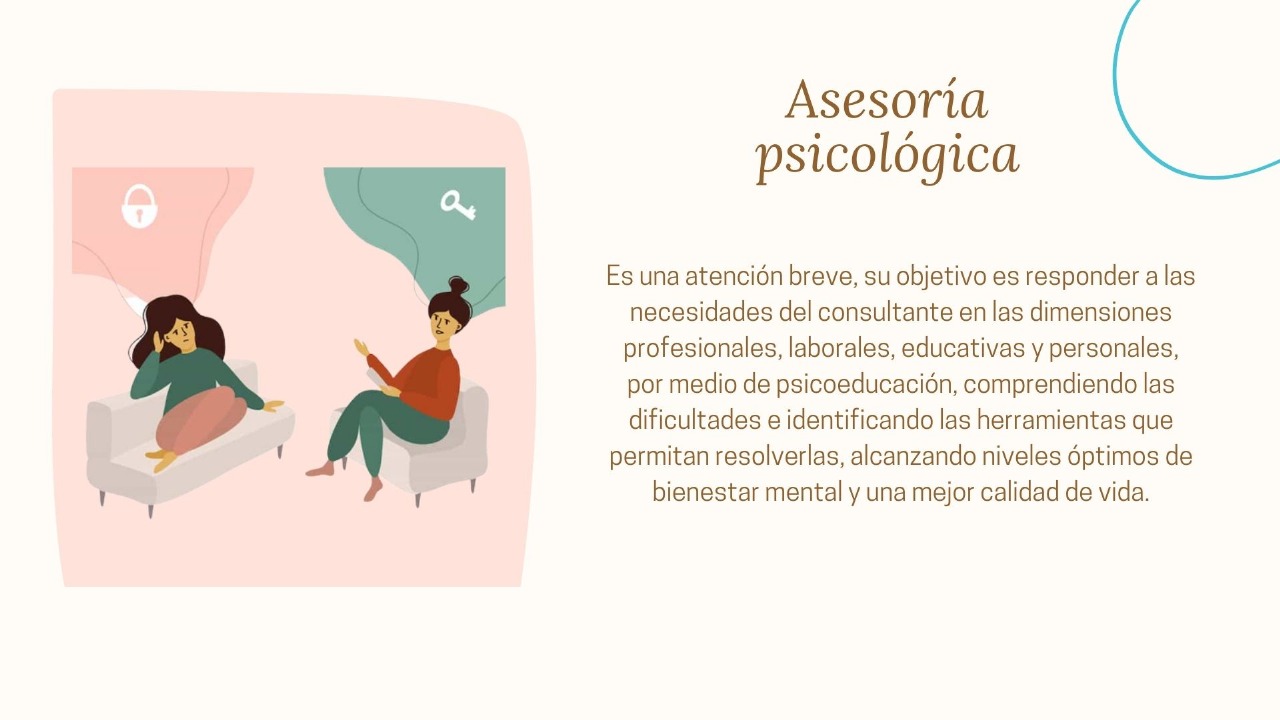 Asesoría
psicológica
Es una atención breve, su objetivo es responder a las
necesidades del consultante en las dimensiones
profesionales, laborales, educativas y personales,
por medio de psicoeducación, comprendiendo las
dificultades e identificando las herramientas que
permitan resolverlas, alcanzando niveles óptimos de
bienestar mental y una mejor calidad de vida.